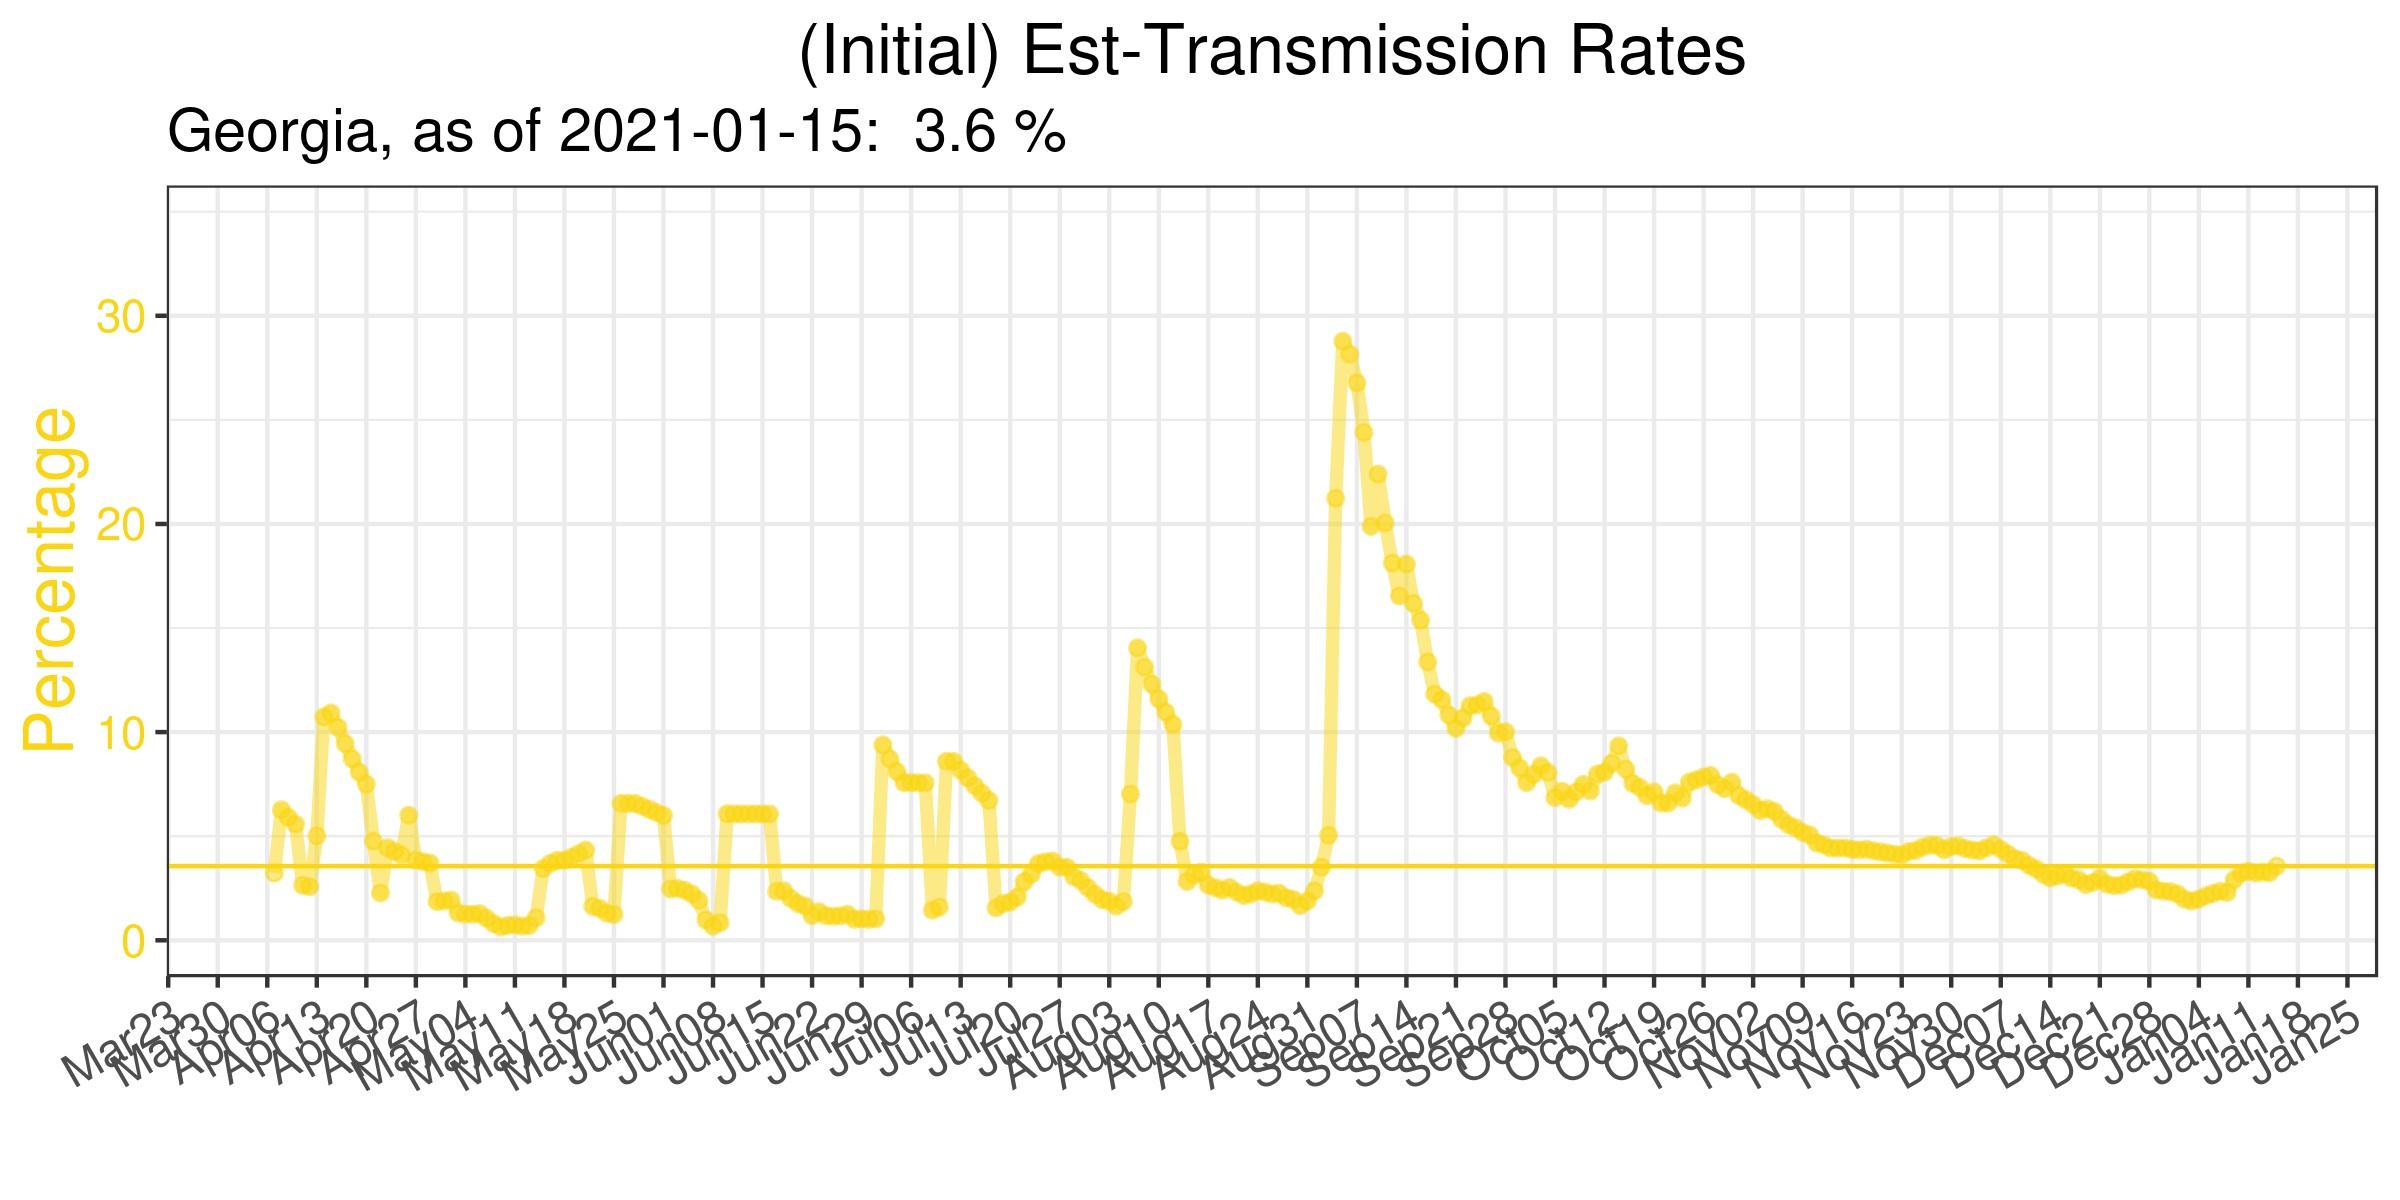 (Initial) Est-Transmission Rates
Georgia, as of 2021-01-15:  3.6 %
Percentage
30
20
10
0
Mar23
Mar30
Apr06
Apr13
Apr20
Apr27
May04
May11
May18
May25
Jun01
Jun08
Jun15
Jun22
Jun29
Jul06
Jul13
Jul20
Jul27
Aug03
Aug10
Aug17
Aug24
Aug31
Sep07
Sep14
Sep21
Sep28
Oct05
Oct12
Oct19
Oct26
Nov02
Nov09
Nov16
Nov23
Nov30
Dec07
Dec14
Dec21
Dec28
Jan04
Jan11
Jan18
Jan25